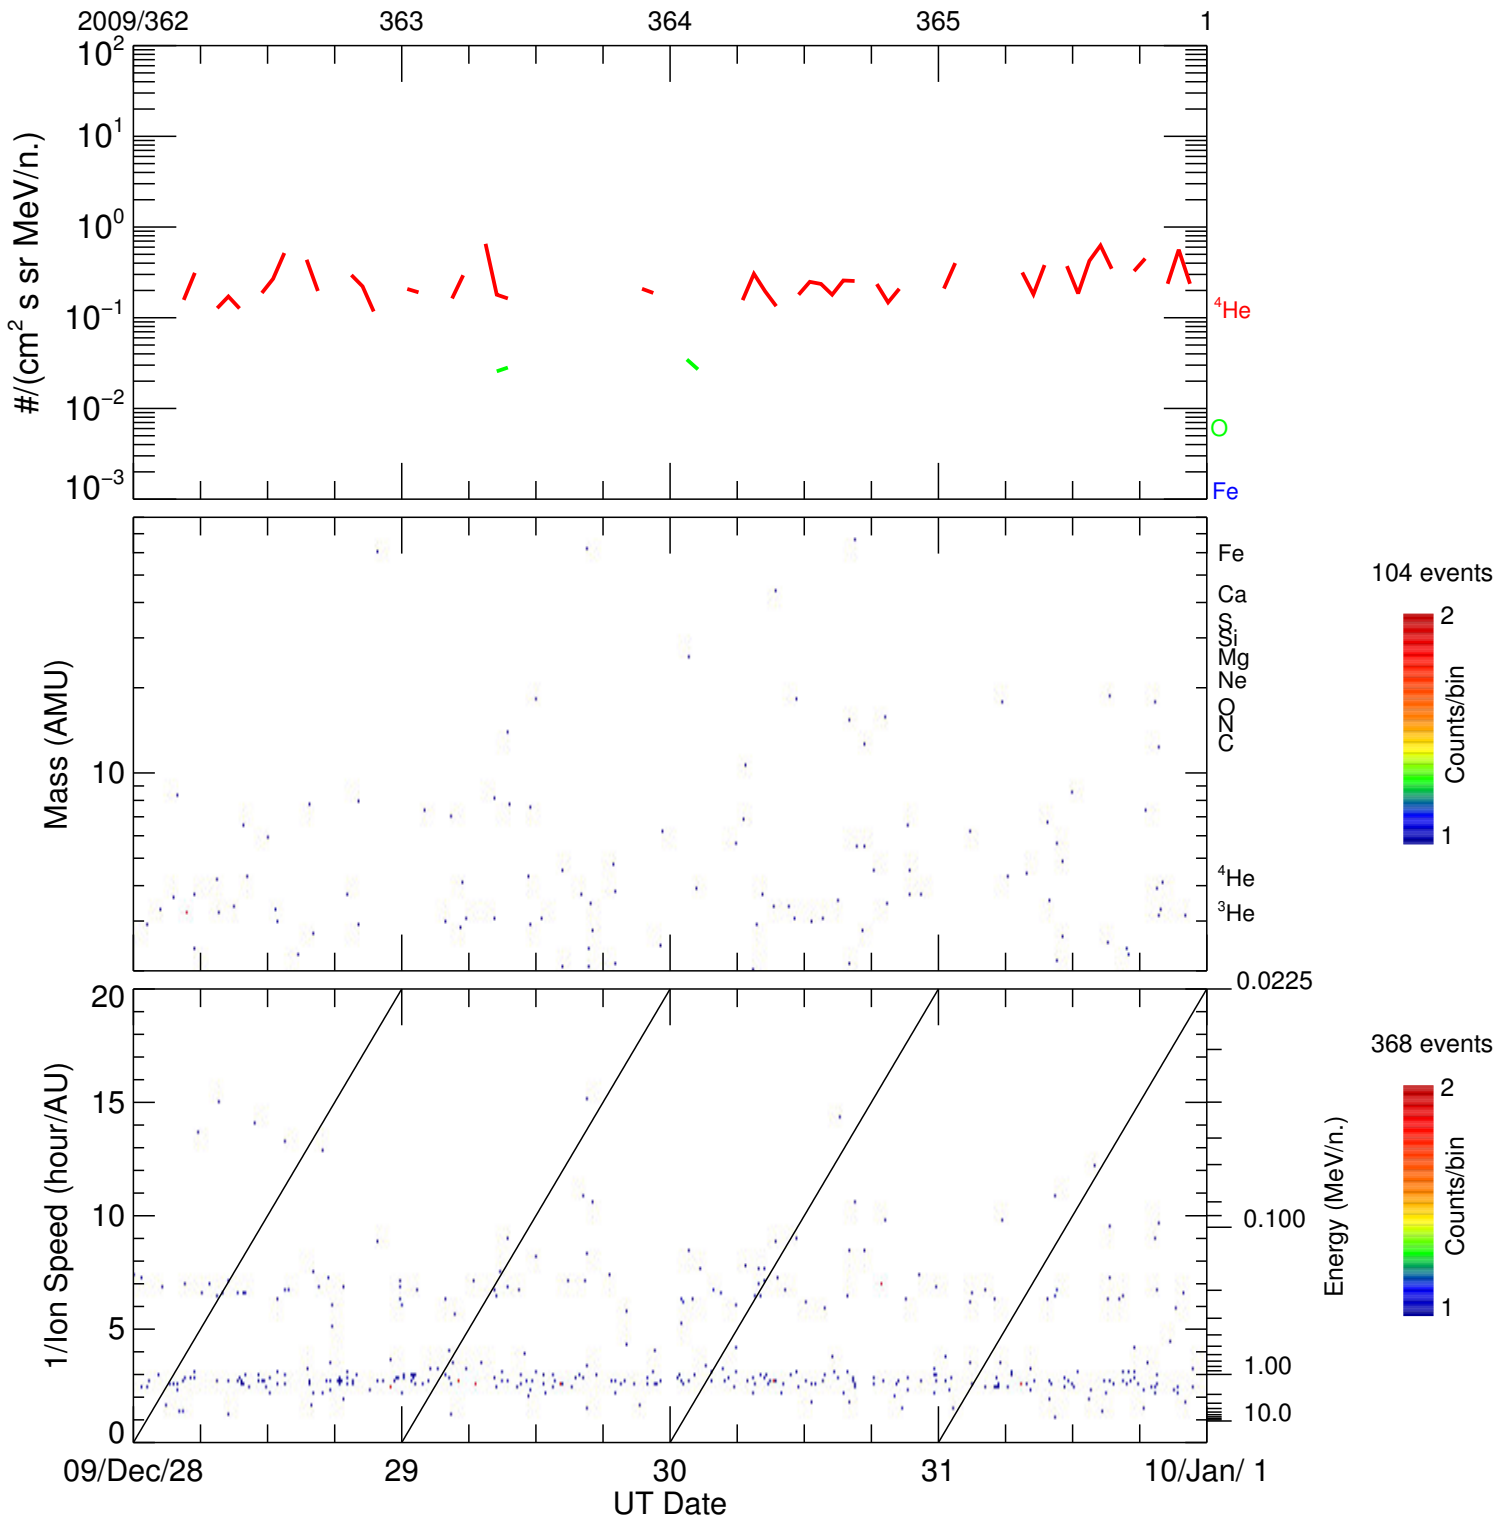 2009/362 363 364 365 1
10² 10¹ 10⁰ 10⁻¹ 10⁻² 10⁻³
#/(cm² s sr MeV/n.)
⁴He
O
Fe
Mass (AMU)
10
Fe
Ca
S
Si
Mg
Ne
O
N
C
⁴He
³He
104 events
2
Counts/bin
1
1/Ion Speed (hour/AU)
20
15
10
5
0
0.0225
0.100
1.00
10.0
Energy (MeV/n.)
368 events
2
Counts/bin
1
09/Dec/28 29 30 31 10/Jan/ 1
UT Date